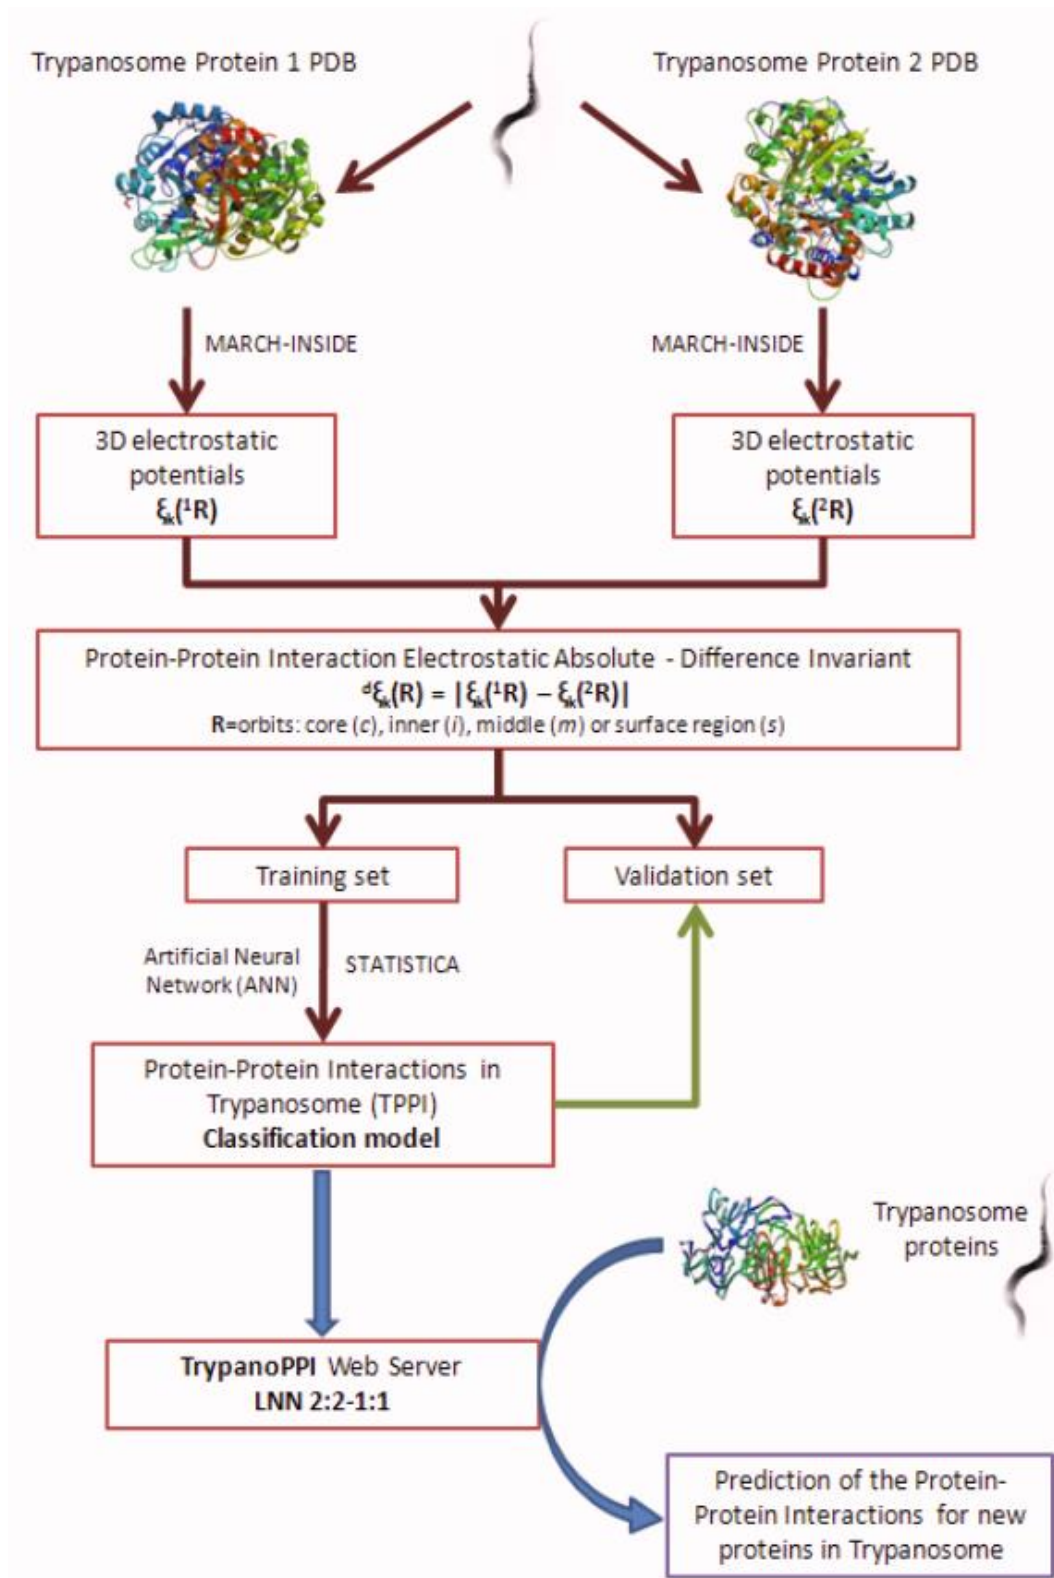 Trypanosome Protein 1 PDB
Trypanosome Protein 2 PDB
MARCH-INSIDE
MARCH-INSIDE
3D electrostatic
potentials
ξₖ(¹R)
3D electrostatic
potentials
ξₖ(²R)
Protein-Protein Interaction Electrostatic Absolute - Difference Invariant
ᵈξₖ(R) = |ξₖ(¹R) – ξₖ(²R)|
R=orbits: core (c), inner (i), middle (m) or surface region (s)
Training set
Validation set
Artificial Neural
Network (ANN)
STATISTICA
Protein-Protein Interactions in
Trypanosome (TPPI)
Classification model
Trypanosome
proteins
TrypanoPPI Web Server
LNN 2:2-1:1
Prediction of the Protein-
Protein Interactions for new
proteins in Trypanosome